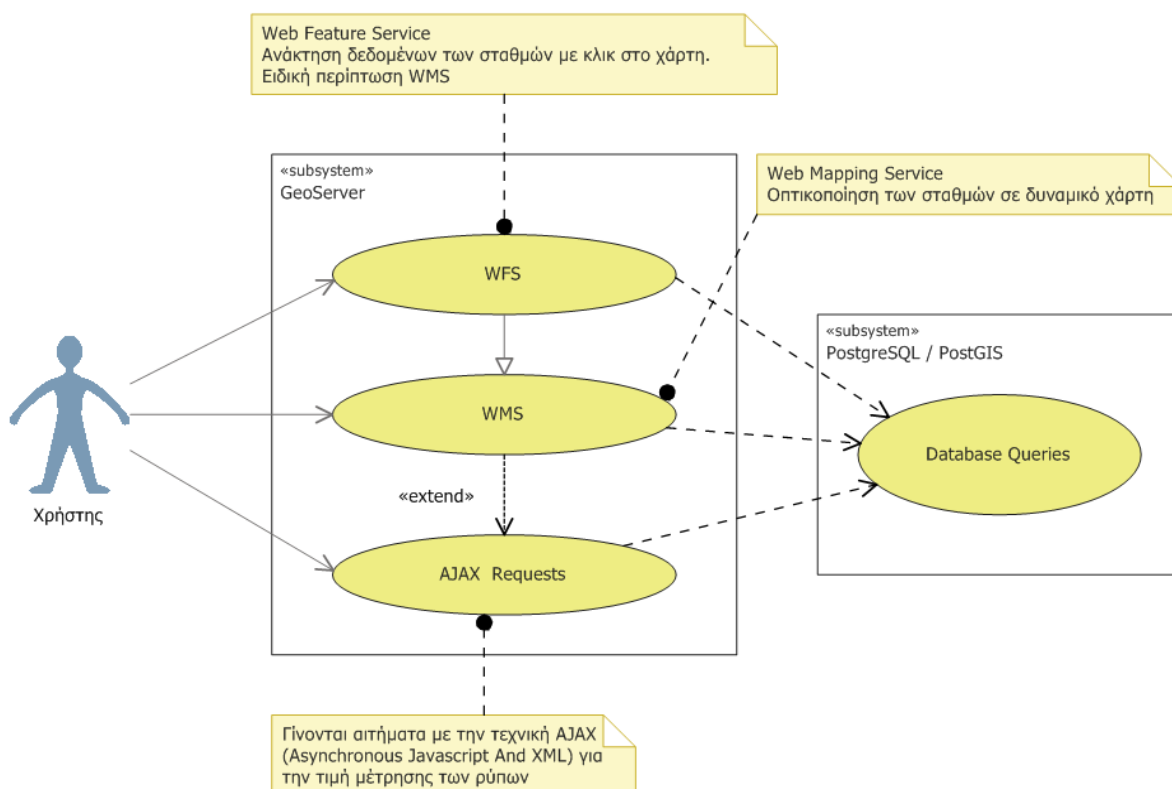 Web Feature Service
Ανάκτηση δεδομένων των σταθμών με κλικ στο χάρτη.
Ειδική περίπτωση WMS
«subsystem»
GeoServer
Web Mapping Service
Οπτικοποίηση των σταθμών σε δυναμικό χάρτη
WFS
«subsystem»
PostgreSQL / PostGIS
WMS
Database Queries
«extend»
Χρήστης
AJAX Requests
Γίνονται αιτήματα με την τεχνική AJAX
(Asynchronous Javascript And XML) για
την τιμή μέτρησης των ρύπων